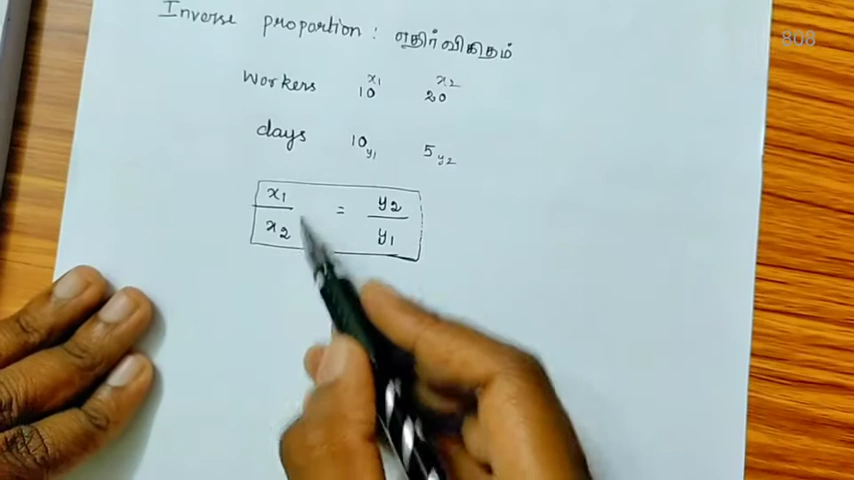 Inverse proportion : எதிர்விகிதம்
808
x1 x2
workers 10 20
days 10 y1 5 y2
x1 / x2 = y2 / y1